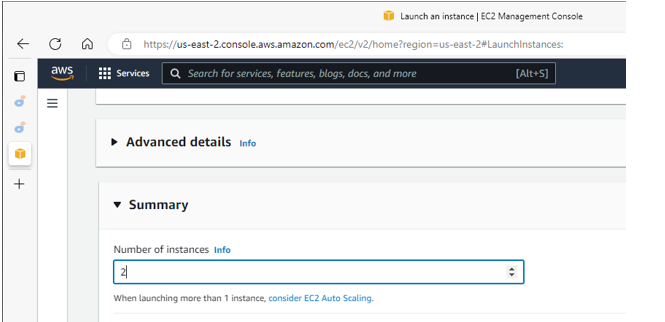 Launch an instance | EC2 Management Console
https://us-east-2.console.aws.amazon.com/ec2/v2/home?region=us-east-2#LaunchInstances:
aws Services Search for services, features, blogs, docs, and more [Alt+S]
Advanced details Info
Summary
Number of instances Info
2
When launching more than 1 instance, consider EC2 Auto Scaling.